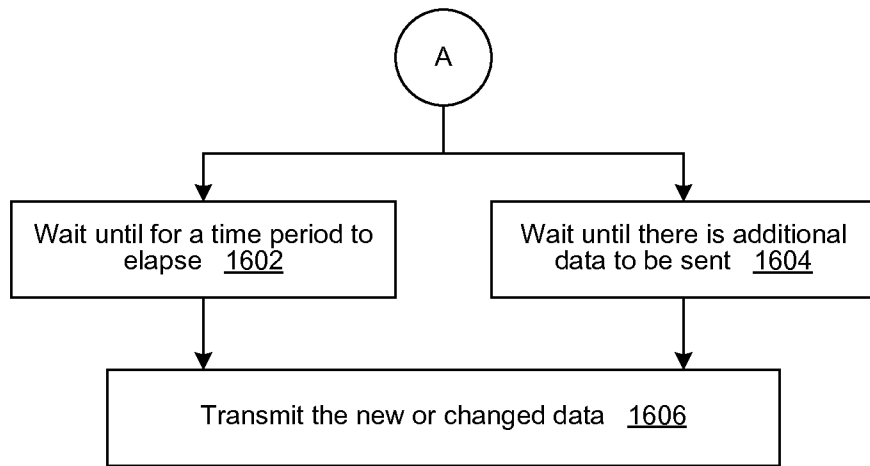 A
Wait until for a time period to
elapse 1602
Wait until there is additional
data to be sent 1604
Transmit the new or changed data 1606